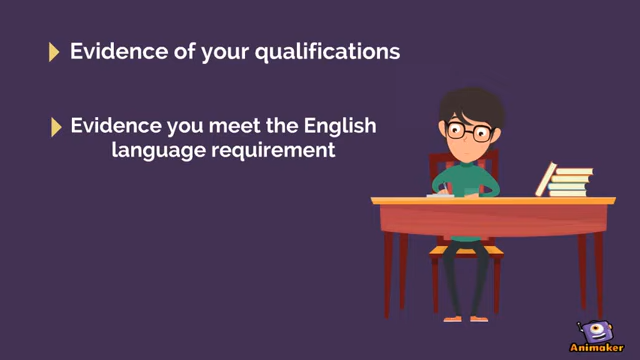 Evidence of your qualifications
Evidence you meet the English
language requirement
Animaker